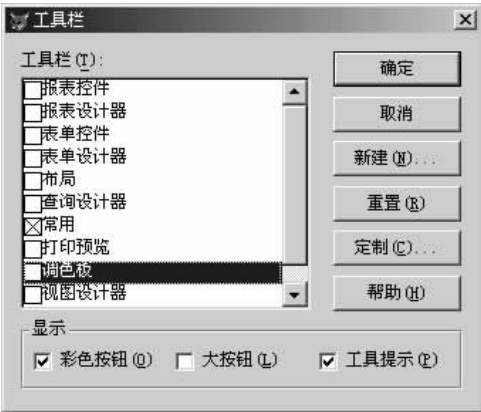 工具栏
工具栏(T):
报表控件
报表设计器
表单控件
表单设计器
布局
查询设计器
常用
打印预览
调色板
视图设计器
确定
取消
新建(N)...
重置(R)
定制(C)...
帮助(H)
显示
彩色按钮(O) 大按钮(L) 工具提示(P)